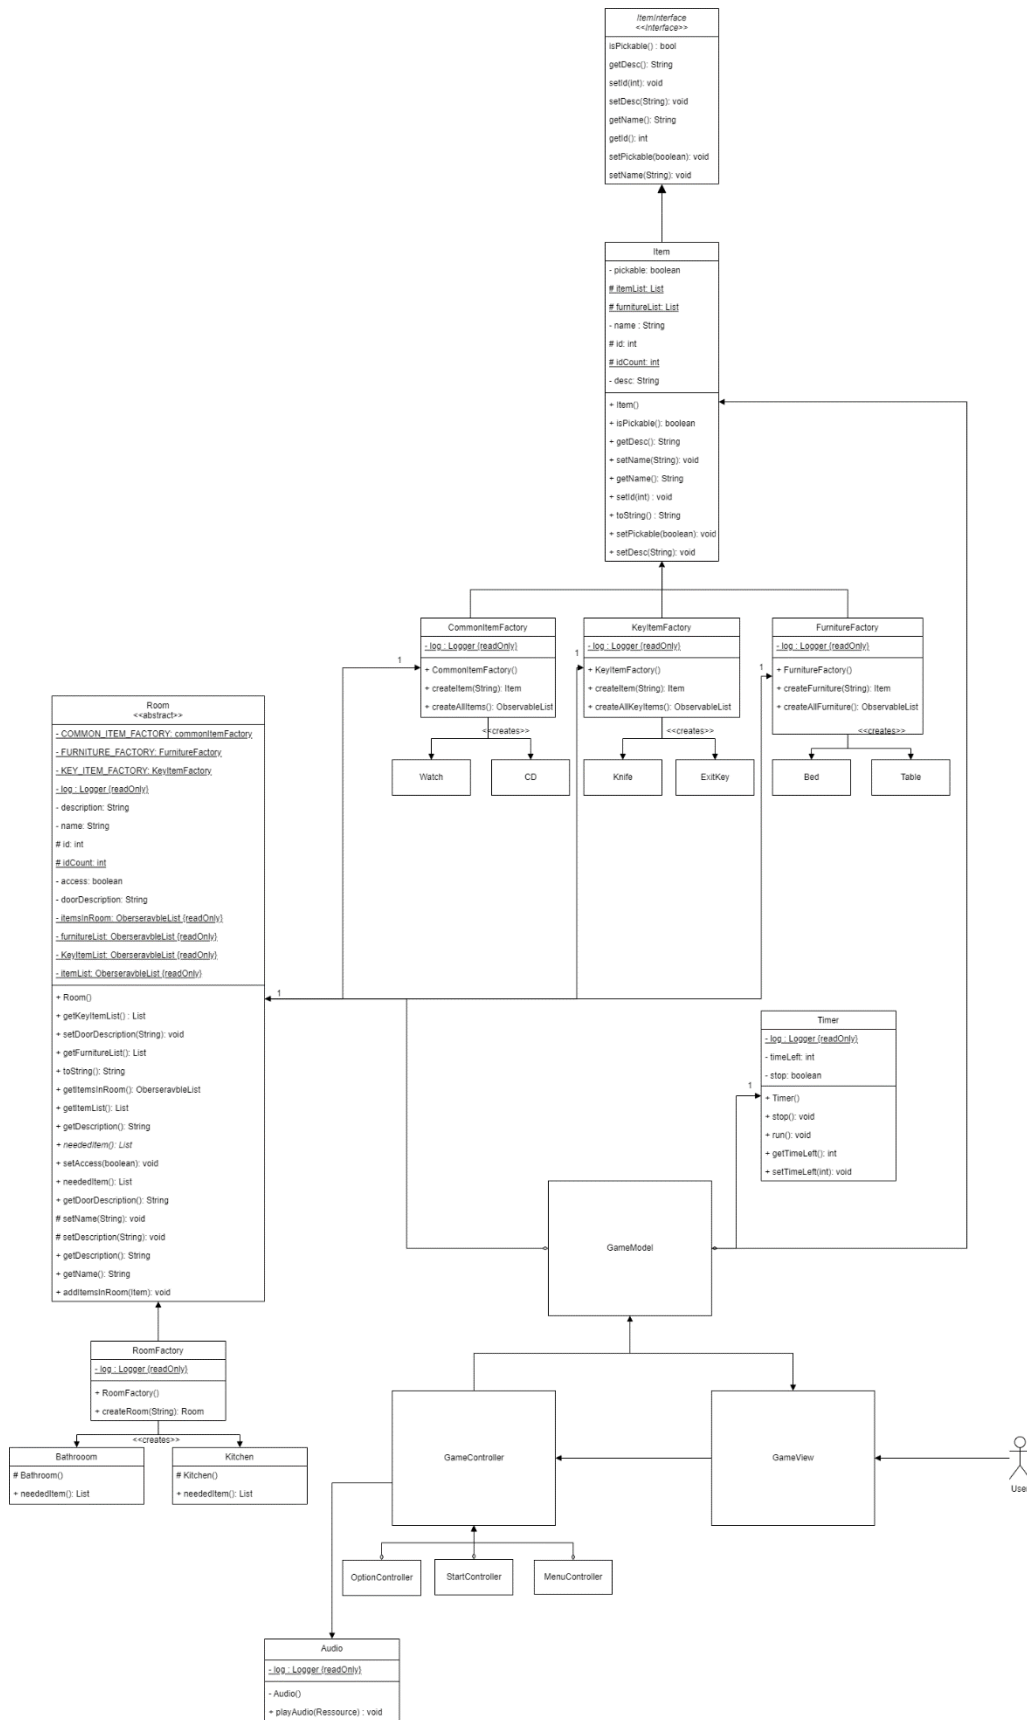 ItemInterface
<<Interface>>
isPickable() : bool
getDesc(): String
setId(int): void
setDesc(String): void
getName(): String
getId(): int
setPickable(boolean): void
setName(String): void
Item
- pickable: boolean
# itemList: List
# furnitureList: List
- name : String
# id: int
# idCount: int
- desc: String
+ Item()
+ isPickable(): boolean
+ getDesc(): String
+ setName(String): void
+ getName(): String
+ setId(int) : void
+ toString() : String
+ setPickable(boolean): void
+ setDesc(String): void
CommonItemFactory
- log : Logger {readOnly}
+ CommonItemFactory()
+ createItem(String): Item
+ createAllItems(): ObservableList
1
<<creates>>
Watch
CD
KeyItemFactory
- log : Logger {readOnly}
+ KeyItemFactory()
+ createItem(String): Item
+ createAllKeyItems(): ObservableList
1
<<creates>>
Knife
ExitKey
FurnitureFactory
- log : Logger {readOnly}
+ FurnitureFactory()
+ createFurniture(String): Item
+ createAllFurniture(): ObservableList
1
<<creates>>
Bed
Table
Room
<<abstract>>
- COMMON_ITEM_FACTORY: commonItemFactory
- FURNITURE_FACTORY: FurnitureFactory
- KEY_ITEM_FACTORY: KeyItemFactory
- log : Logger {readOnly}
- description: String
- name: String
# id: int
# idCount: int
- access: boolean
- doorDescription: String
- itemsInRoom: OberseravbleList {readOnly}
- furnitureList: OberseravbleList {readOnly}
- KeyItemList: OberseravbleList {readOnly}
- itemList: OberseravbleList {readOnly}
+ Room()
+ getKeyItemList() : List
+ setDoorDescription(String): void
+ getFurnitureList(): List
+ toString(): String
+ getItemsInRoom(): OberseravbleList
+ getItemList(): List
+ getDescription(): String
+ neededItem(): List
+ setAccess(boolean): void
+ neededItem(): List
+ getDoorDescription(): String
# setName(String): void
# setDescription(String): void
+ getDescription(): String
+ getName(): String
+ addItemsInRoom(Item): void
1
Timer
- log : Logger {readOnly}
- timeLeft: int
- stop: boolean
+ Timer()
+ stop(): void
+ run(): void
+ getTimeLeft(): int
+ setTimeLeft(int): void
1
GameModel
RoomFactory
- log : Logger {readOnly}
+ RoomFactory()
+ createRoom(String): Room
<<creates>>
Bathrooom
# Bathroom()
+ neededItem(): List
Kitchen
# Kitchen()
+ neededItem(): List
GameController
GameView
User
OptionController
StartController
MenuController
Audio
- log : Logger {readOnly}
- Audio()
+ playAudio(Ressource) : void